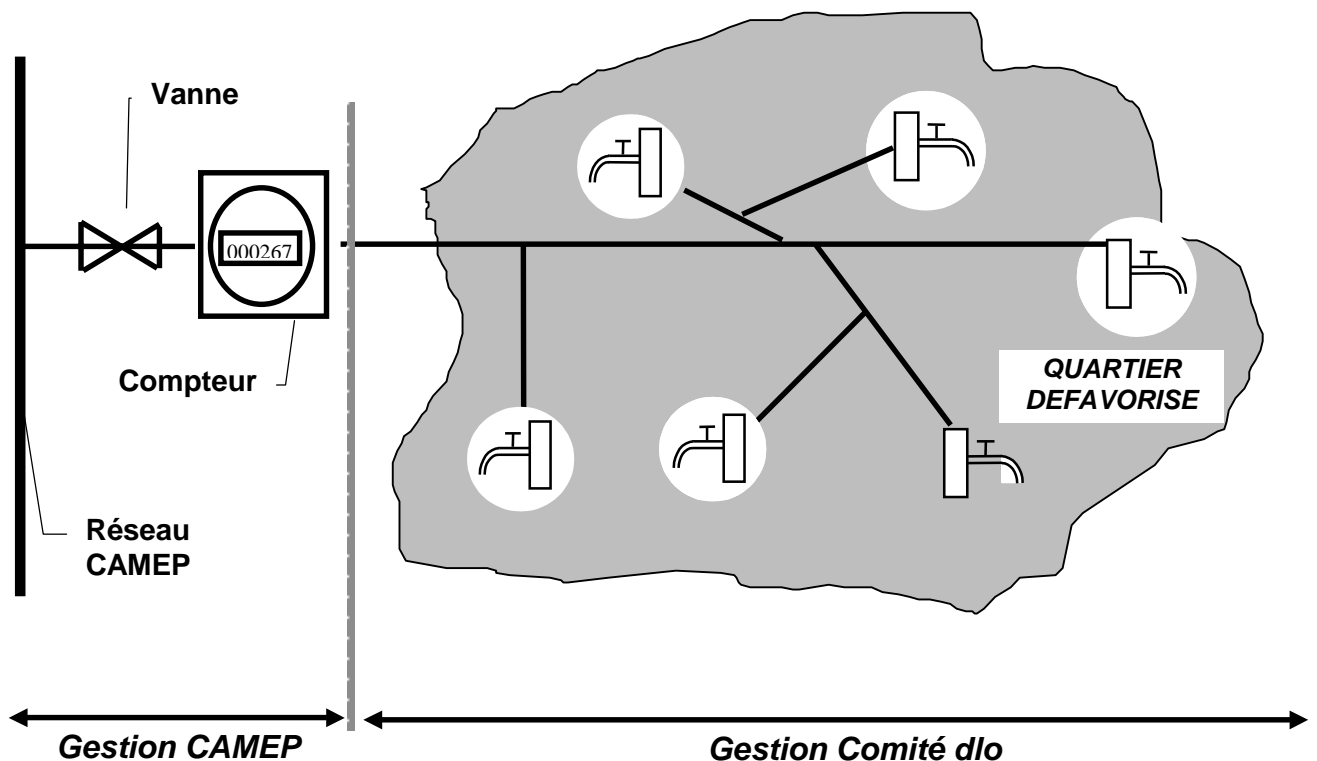 Vanne
000267
Compteur
QUARTIER
DEFAVORISE
Réseau
CAMEP
Gestion CAMEP
Gestion Comité dlo